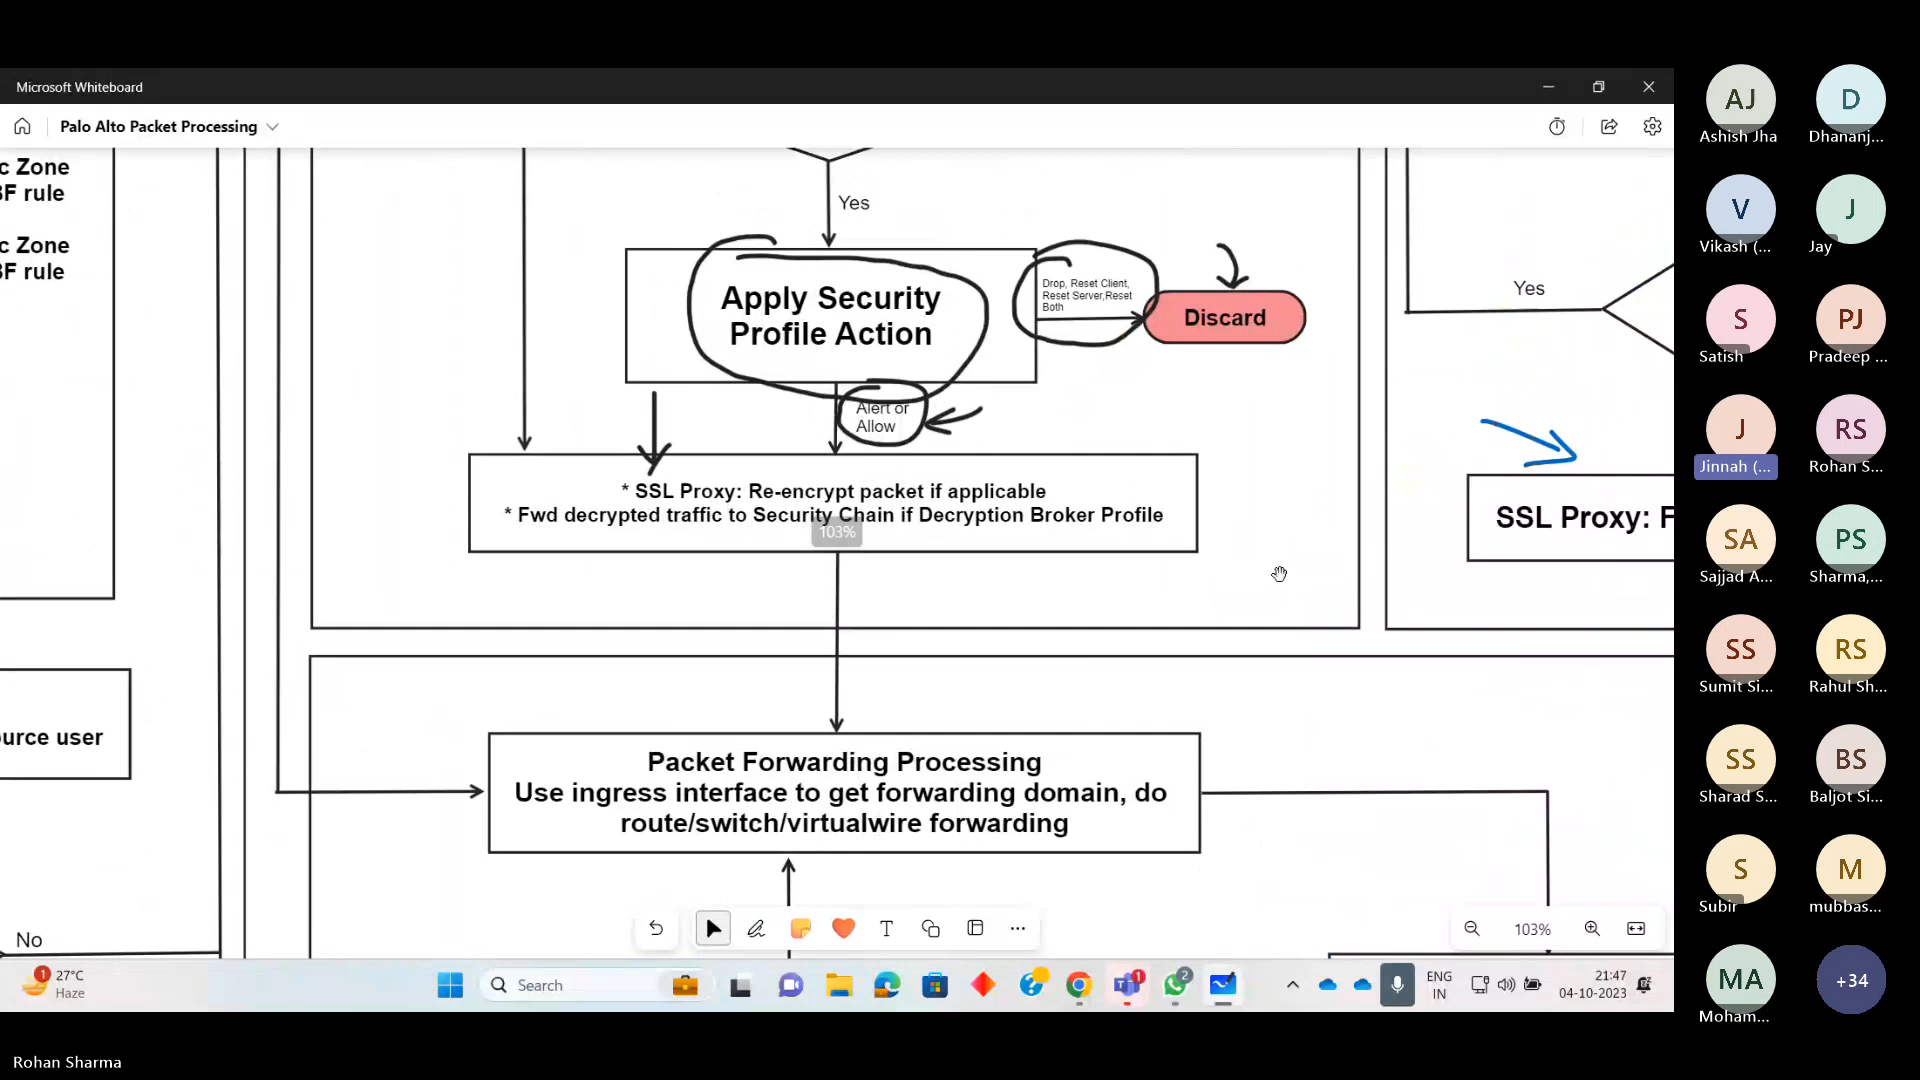 Microsoft Whiteboard
Palo Alto Packet Processing
c Zone
BF rule
c Zone
BF rule
urce user
No
Yes
Apply Security
Profile Action
Drop, Reset Client,
Reset Server,Reset
Both
Discard
Alert or
Allow
* SSL Proxy: Re-encrypt packet if applicable
* Fwd decrypted traffic to Security Chain if Decryption Broker Profile
103%
Packet Forwarding Processing
Use ingress interface to get forwarding domain, do
route/switch/virtualwire forwarding
Yes
SSL Proxy: F
T
103%
1
27°C
Haze
Search
1
2
ENG
IN
21:47
04-10-2023
AJ
Ashish Jha
D
Dhananj...
V
Vikash (...
J
Jay
S
Satish
PJ
Pradeep ...
J
Jinnah (...
RS
Rohan S...
SA
Sajjad A...
PS
Sharma,...
SS
Sumit Si...
RS
Rahul Sh...
SS
Sharad S...
BS
Baljot Si...
S
Subir
M
mubbas...
MA
Moham...
+34
Rohan Sharma